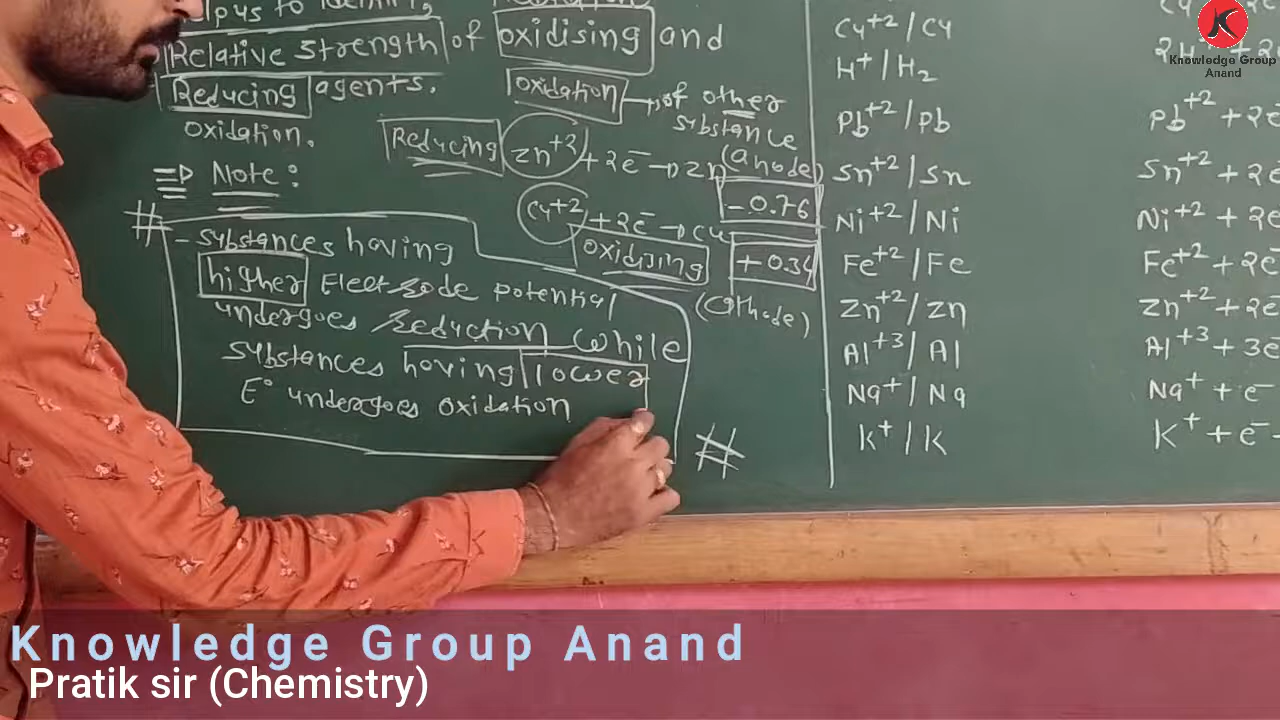 to identify
Relative Strength of oxidising and
Reducing agents.
oxidation.
oxidation → of other
substance
Reducing Zn+2 + 2e- → Zn (anode)
- 0.76
⇒ Note:
Cu+2 + 2e- → Cu
oxidising + 0.34
(cathode)
# - substances having
higher Electrode potential
undergoes Reduction while
substances having lower
E° undergoes oxidation
#
Cu+2 / Cu
H+ / H2
Pb+2 / Pb
Sn+2 / Sn
Ni+2 / Ni
Fe+2 / Fe
Zn+2 / Zn
Al+3 / Al
Na+ / Na
K+ / K
Pb+2 + 2e
Sn+2 + 2e
Ni+2 + 2e
Fe+2 + 2e-
Zn+2 + 2e-
Al+3 + 3e
Na+ + e-
K+ + e-
K
Knowledge Group
Anand
Knowledge Group Anand
Pratik sir (Chemistry)